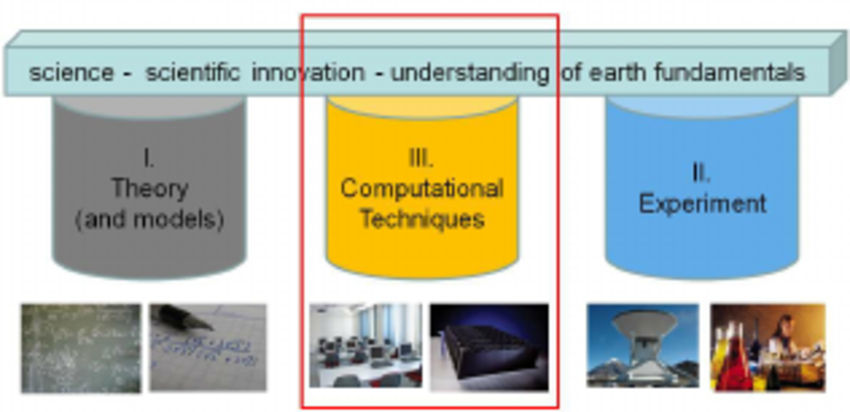 science - scientific innovation - understanding of earth fundamentals
I.
Theory
(and models)
III.
Computational
Techniques
II.
Experiment